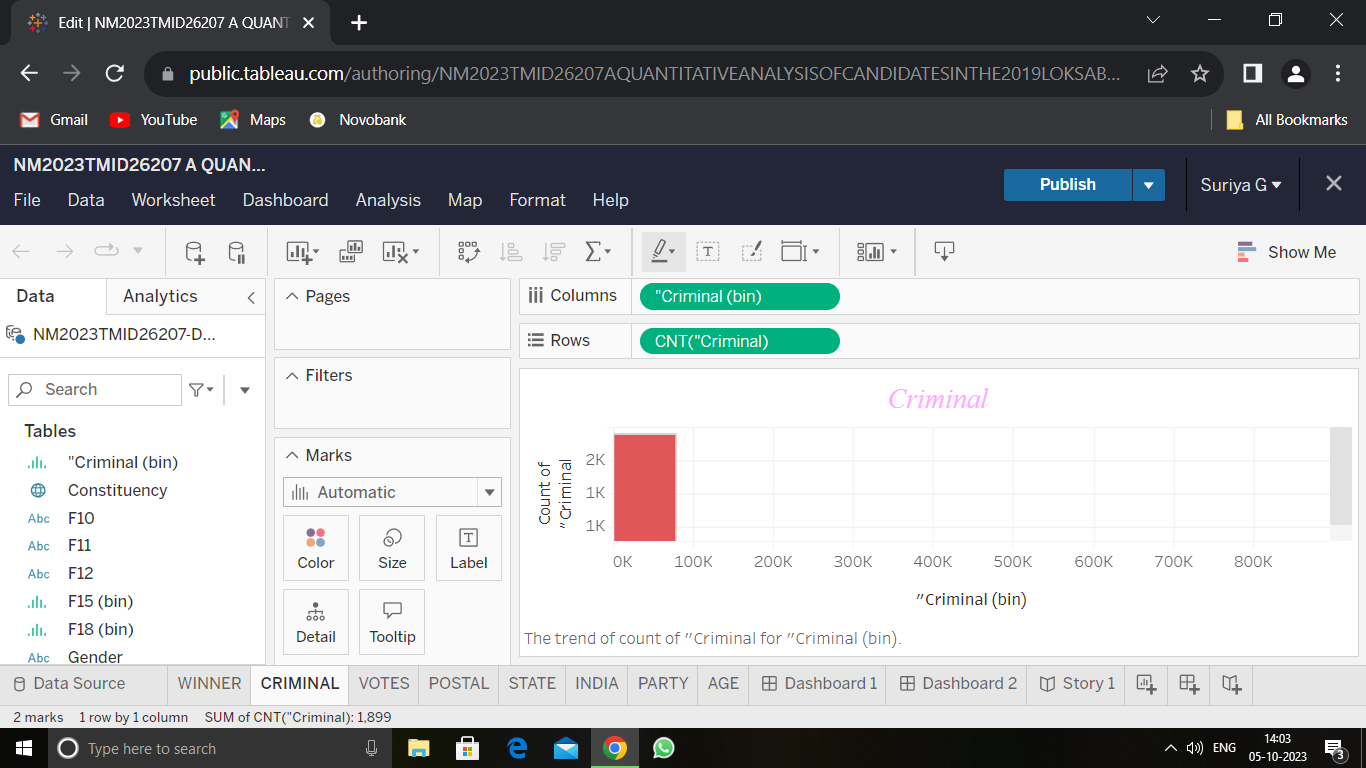 Edit | NM2023TMID26207 A QUANT
public.tableau.com/authoring/NM2023TMID26207AQUANTITATIVEANALYSISOFCANDIDATESINTHE2019LOKSAB...
Gmail YouTube Maps Novobank All Bookmarks
NM2023TMID26207 A QUAN...
File Data Worksheet Dashboard Analysis Map Format Help
Publish Suriya G
Show Me
Data Analytics
NM2023TMID26207-D...
Search
Tables
"Criminal (bin)
Constituency
Abc F10
Abc F11
Abc F12
F15 (bin)
F18 (bin)
Abc Gender
Pages
Filters
Marks
Automatic
Color Size Label
Detail Tooltip
Columns "Criminal (bin)
Rows CNT("Criminal)
Criminal
Count of
"Criminal
2K
1K
1K
0K 100K 200K 300K 400K 500K 600K 700K 800K
"Criminal (bin)
The trend of count of "Criminal for "Criminal (bin).
Data Source WINNER CRIMINAL VOTES POSTAL STATE INDIA PARTY AGE Dashboard 1 Dashboard 2 Story 1
2 marks 1 row by 1 column SUM of CNT("Criminal): 1,899
Type here to search
ENG
14:03
05-10-2023
3